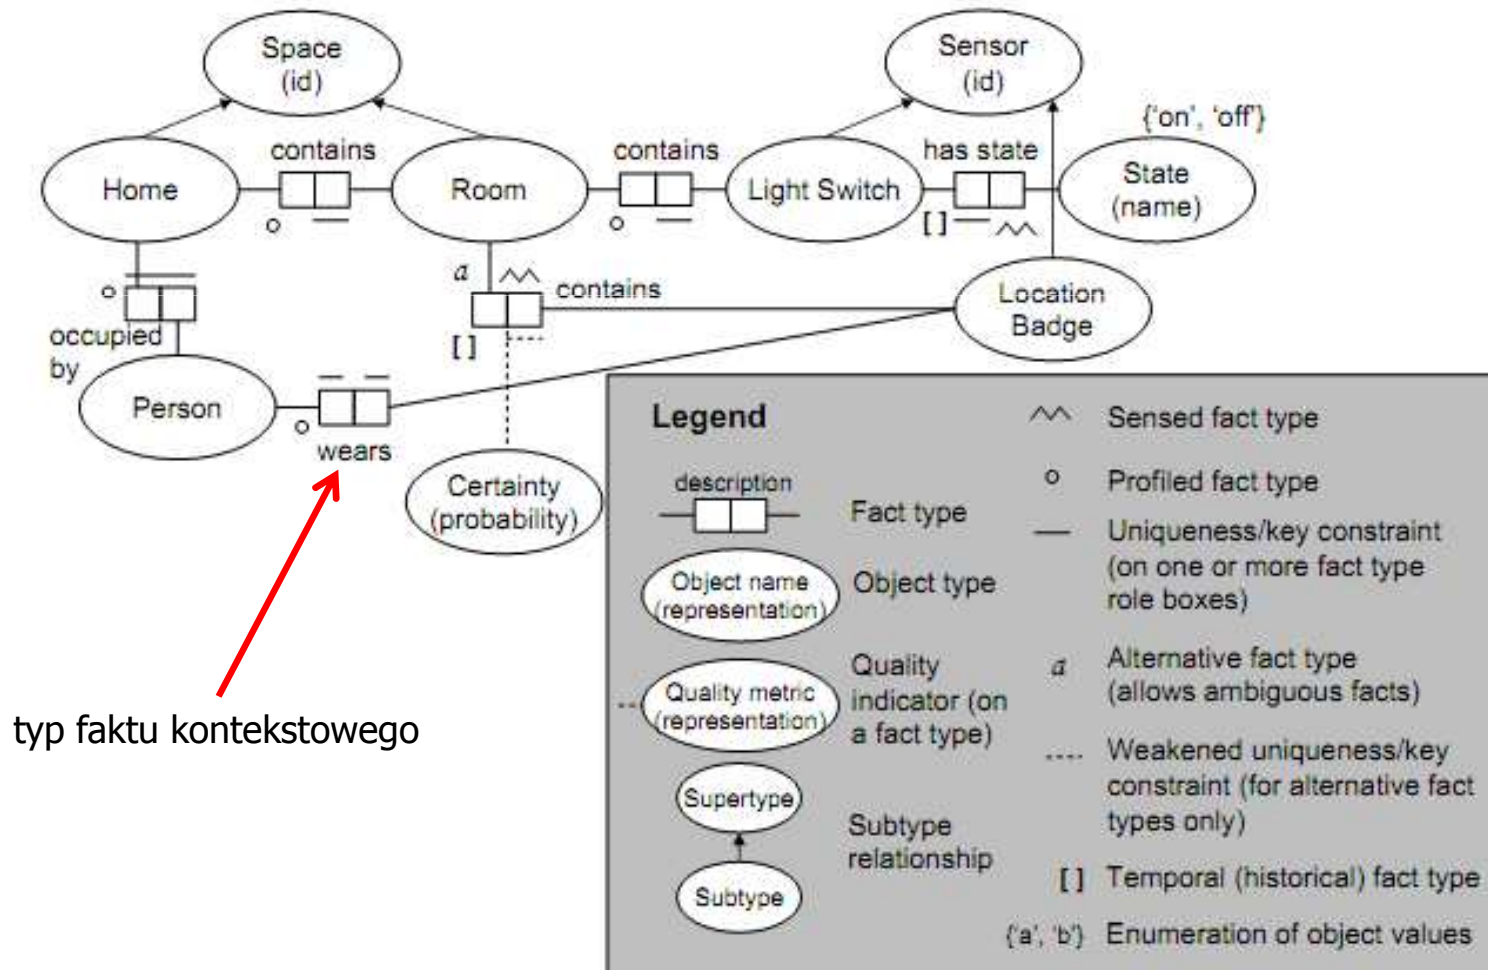 Space
(id)
Sensor
(id)
{'on', 'off'}
Home
contains
Room
contains
Light Switch
has state
State
(name)
[ ]
a
contains
[ ]
Location
Badge
occupied
by
Person
wears
Certainty
(probability)
typ faktu kontekstowego
Legend
description
Fact type
Object name
(representation)
Object type
Quality metric
(representation)
Quality
indicator (on
a fact type)
Supertype
Subtype
Subtype
relationship
Sensed fact type
Profiled fact type
Uniqueness/key constraint
(on one or more fact type
role boxes)
a Alternative fact type
(allows ambiguous facts)
Weakened uniqueness/key
constraint (for alternative fact
types only)
[ ] Temporal (historical) fact type
{'a', 'b'} Enumeration of object values